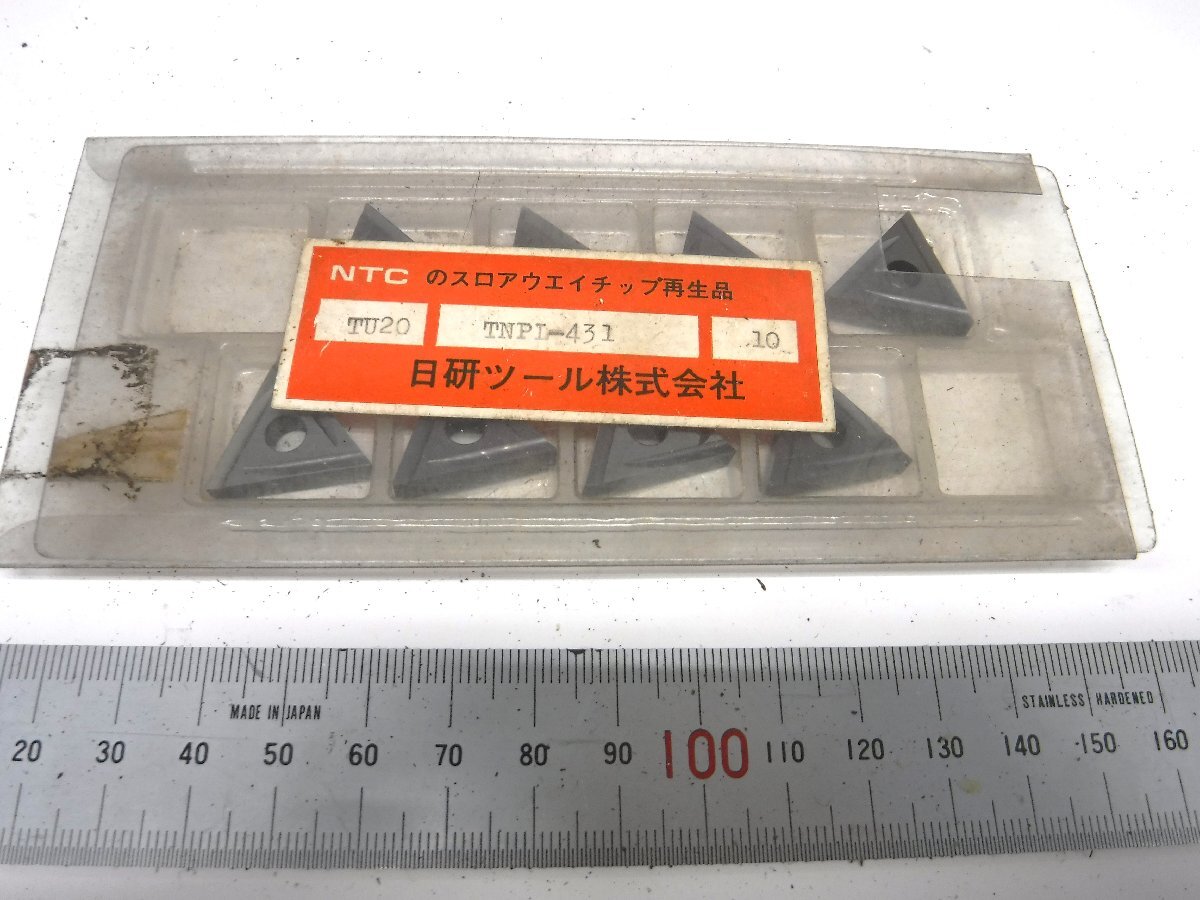 NTC のスロアウエイチップ再生品
TU20 TNPL-431 10
日研ツール株式会社
MADE IN JAPAN
STAINLESS HARDENED
20 30 40 50 60 70 80 90 100 110 120 130 140 150 160